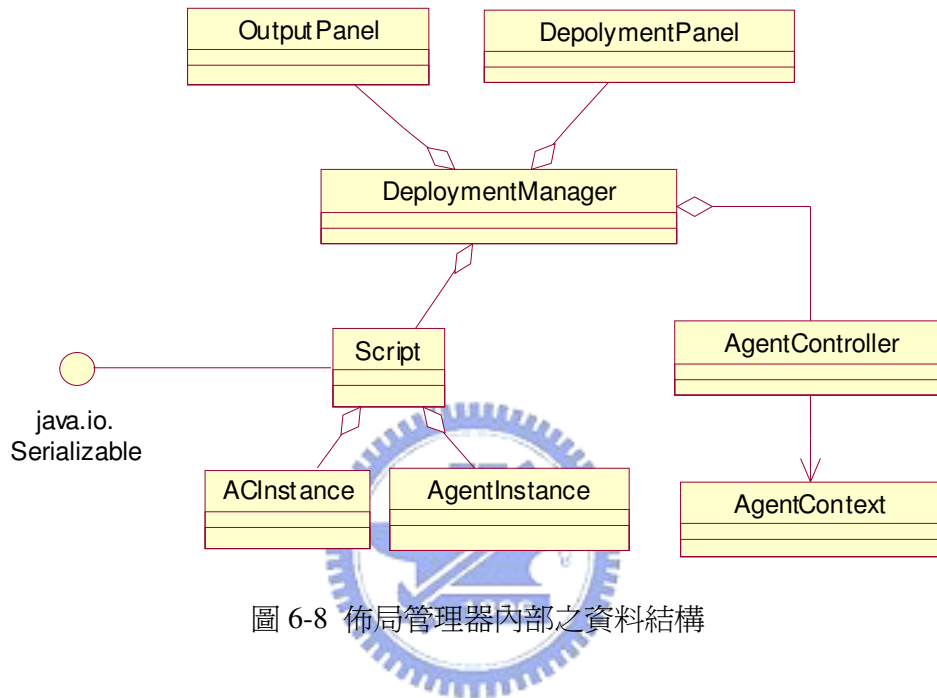 OutputPanel
DepolymentPanel
DeploymentManager
Script
AgentController
java.io.
Serializable
ACInstance
AgentInstance
AgentContext
圖 6-8 佈局管理器內部之資料結構